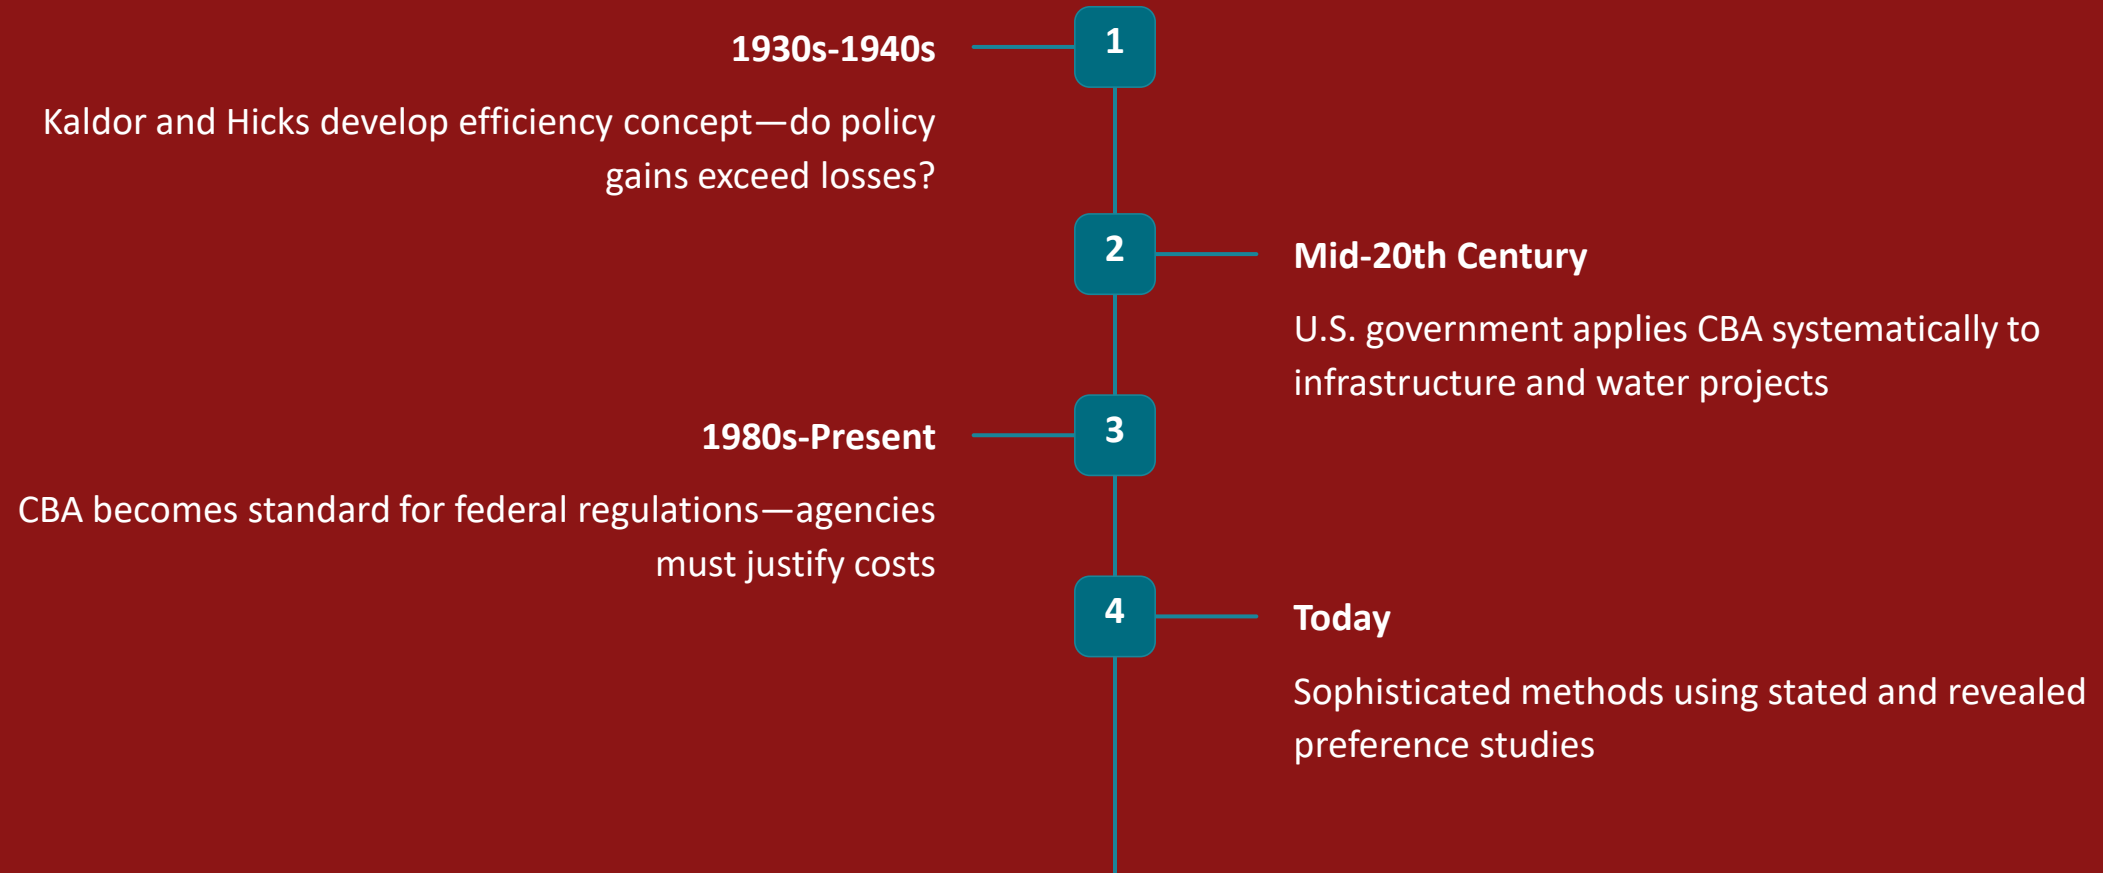 1
1930s-1940s
Kaldor and Hicks develop efficiency concept—do policy
gains exceed losses?
2
Mid-20th Century
U.S. government applies CBA systematically to
infrastructure and water projects
3
1980s-Present
CBA becomes standard for federal regulations—agencies
must justify costs
4
Today
Sophisticated methods using stated and revealed
preference studies